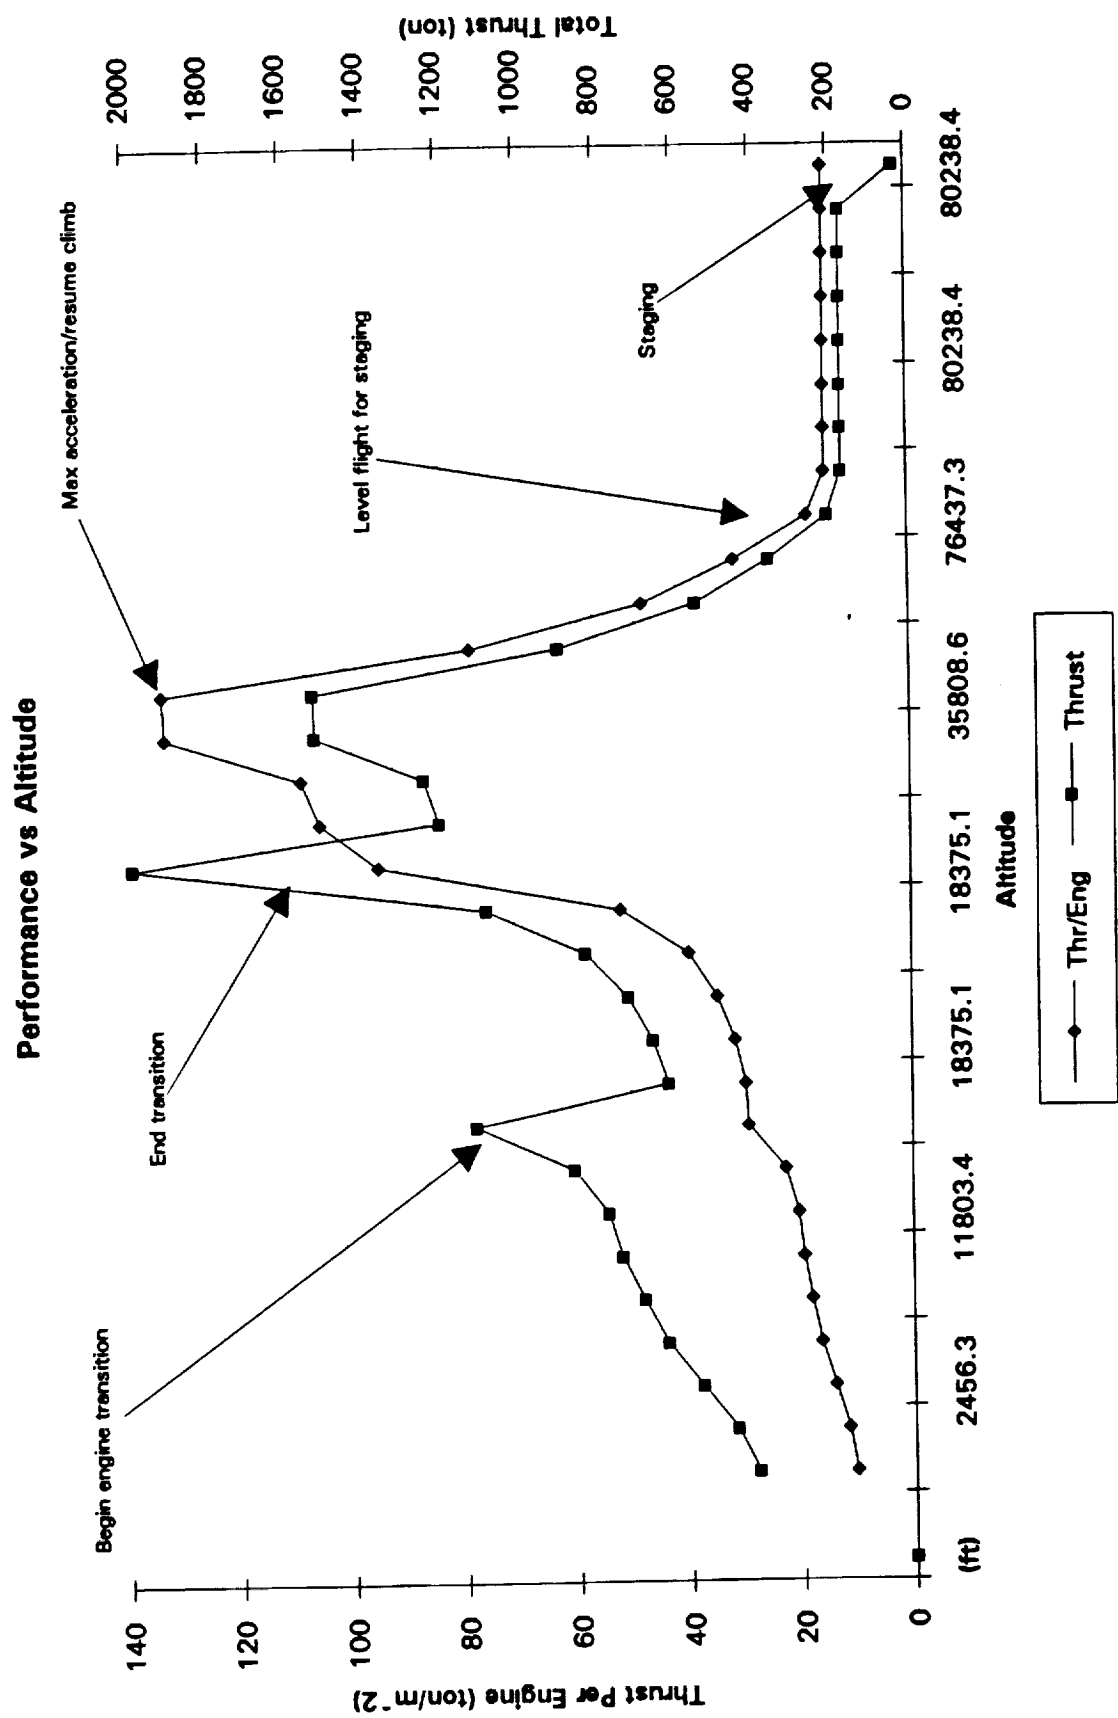 Performance vs Altitude
Thrust Per Engine (ton/m^2)
140
120
100
80
60
40
20
0
Total Thrust (ton)
2000
1800
1600
1400
1200
1000
800
600
400
200
0
Begin engine transition
End transition
Max acceleration/resume climb
Level flight for staging
Staging
(ft)
2456.3
11803.4
18375.1
18375.1
35808.6
76437.3
80238.4
80238.4
Altitude
Thr/Eng
Thrust